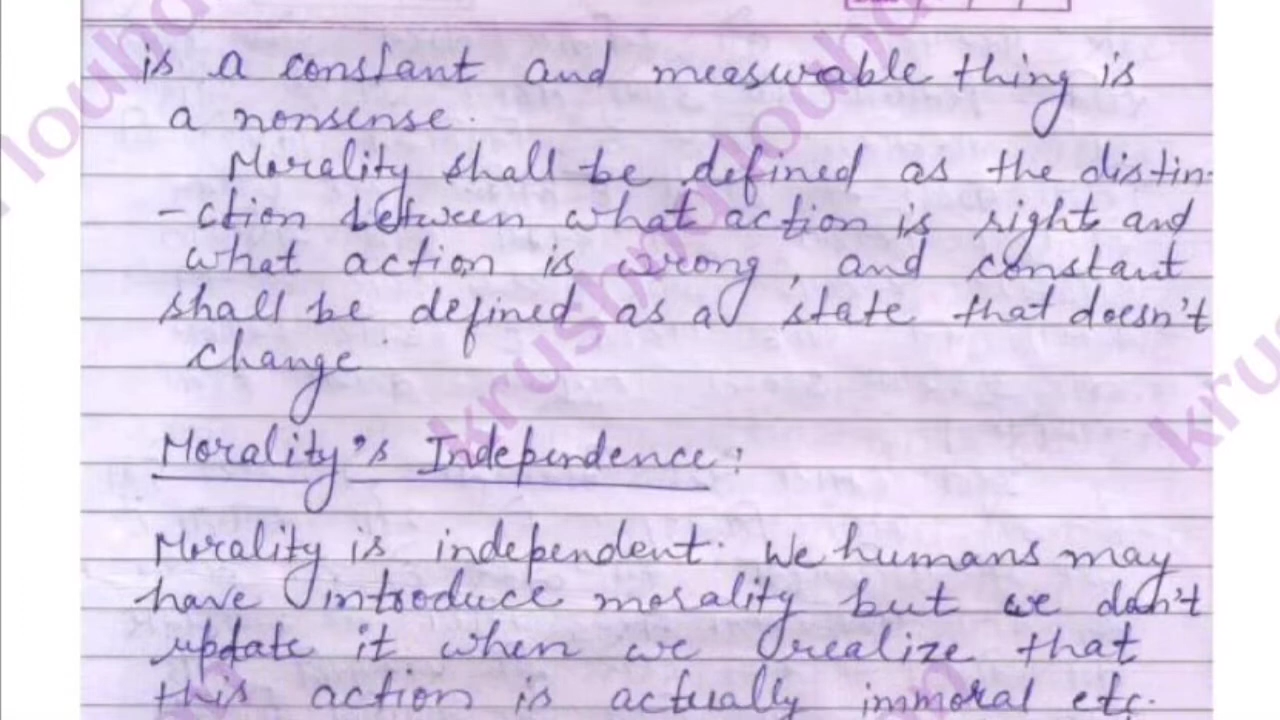 is a constant and measurable thing is
a nonsense.
Morality shall be defined as the distin-
-ction between what action is right and
what action is wrong, and constant
shall be defined as a state that doesn't
change
Morality's Independence:
Morality is independent. We humans may
have introduce morality but we don't
update it when we realize that
this action is actually immoral etc.